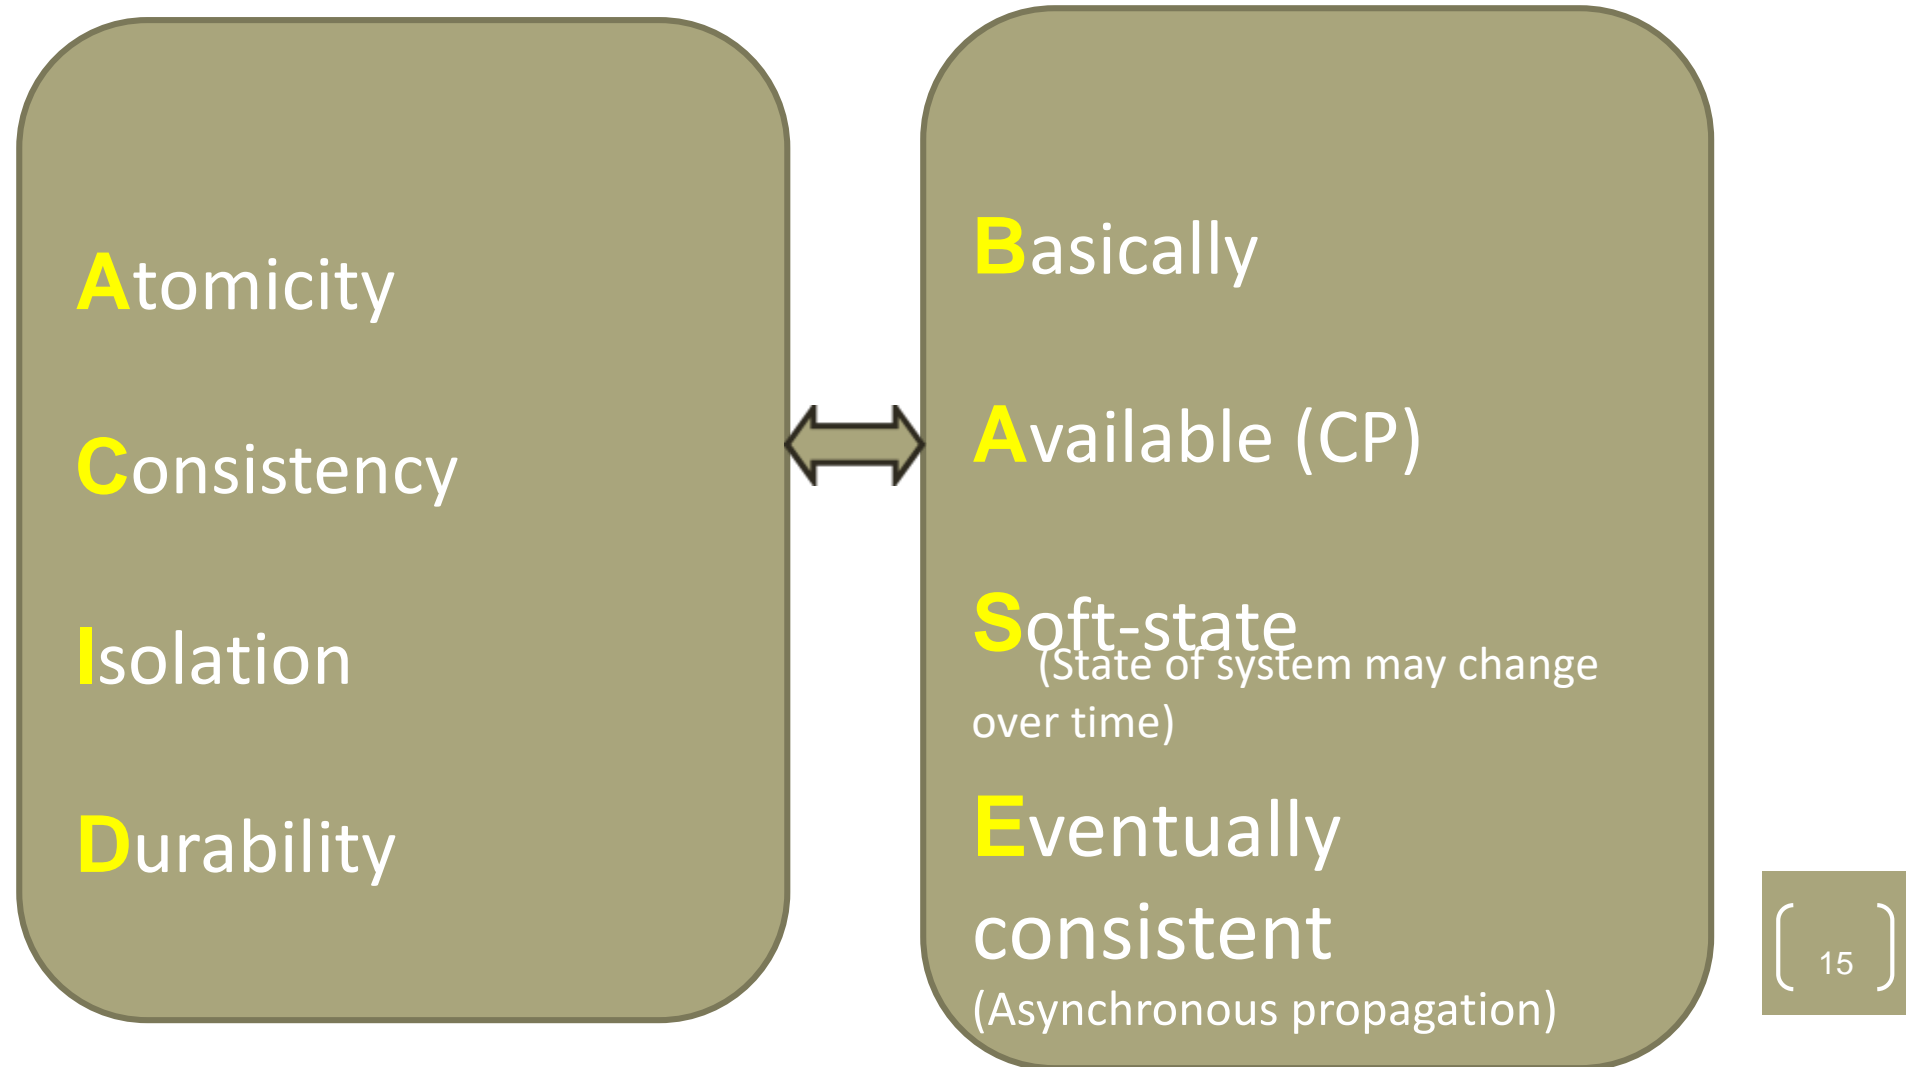 Atomicity
Consistency
Isolation
Durability
Basically
Available (CP)
Soft-state
(State of system may change
over time)
Eventually
consistent
(Asynchronous propagation)
15